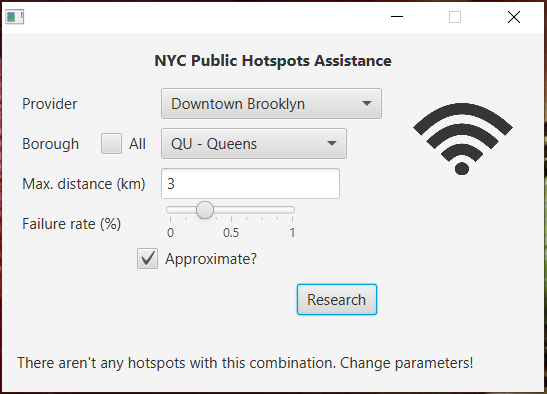 NYC Public Hotspots Assistance
Provider Downtown Brooklyn
Borough All QU - Queens
Max. distance (km) 3
Failure rate (%)
0 0.5 1
Approximate?
Research
There aren't any hotspots with this combination. Change parameters!